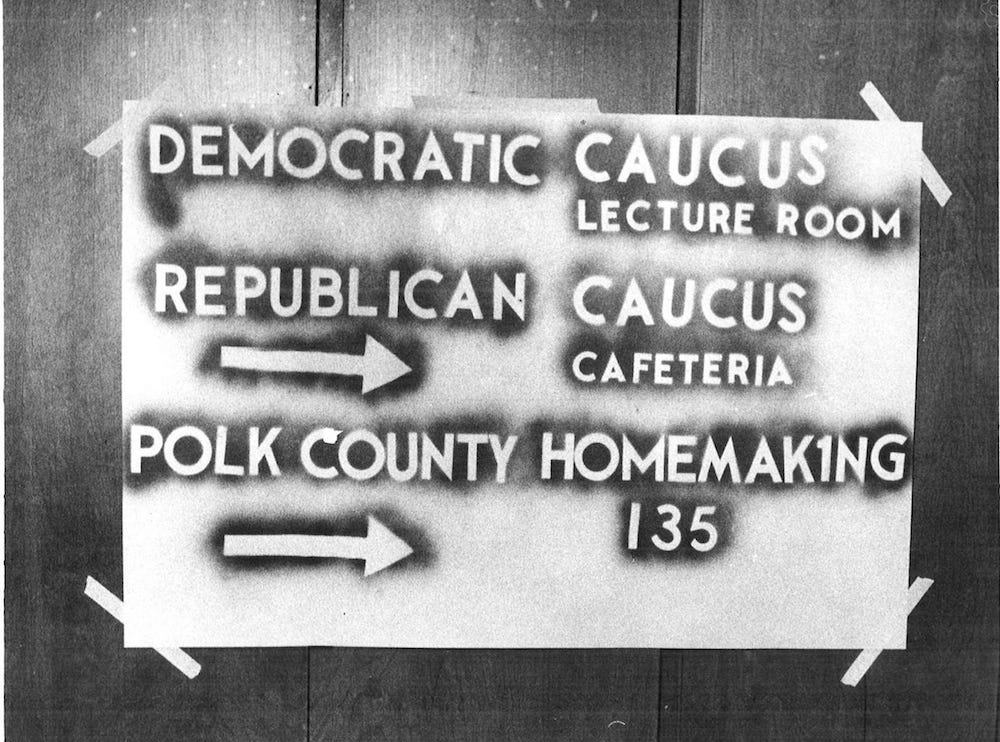 DEMOCRATIC CAUCUS
LECTURE ROOM
REPUBLICAN CAUCUS
CAFETERIA
POLK COUNTY HOMEMAK1NG
135